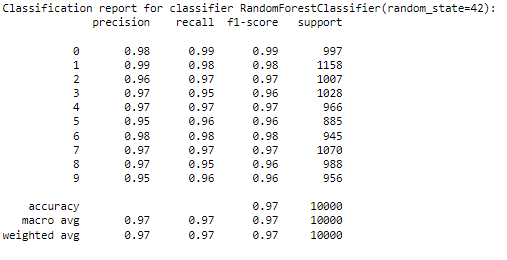 Classification report for classifier RandomForestClassifier(random_state=42):
precision recall f1-score support
0 0.98 0.99 0.99 997
1 0.99 0.98 0.98 1158
2 0.96 0.97 0.97 1007
3 0.97 0.95 0.96 1028
4 0.97 0.97 0.97 966
5 0.95 0.96 0.96 885
6 0.98 0.98 0.98 945
7 0.97 0.97 0.97 1070
8 0.97 0.95 0.96 988
9 0.95 0.96 0.96 956
accuracy 0.97 10000
macro avg 0.97 0.97 0.97 10000
weighted avg 0.97 0.97 0.97 10000